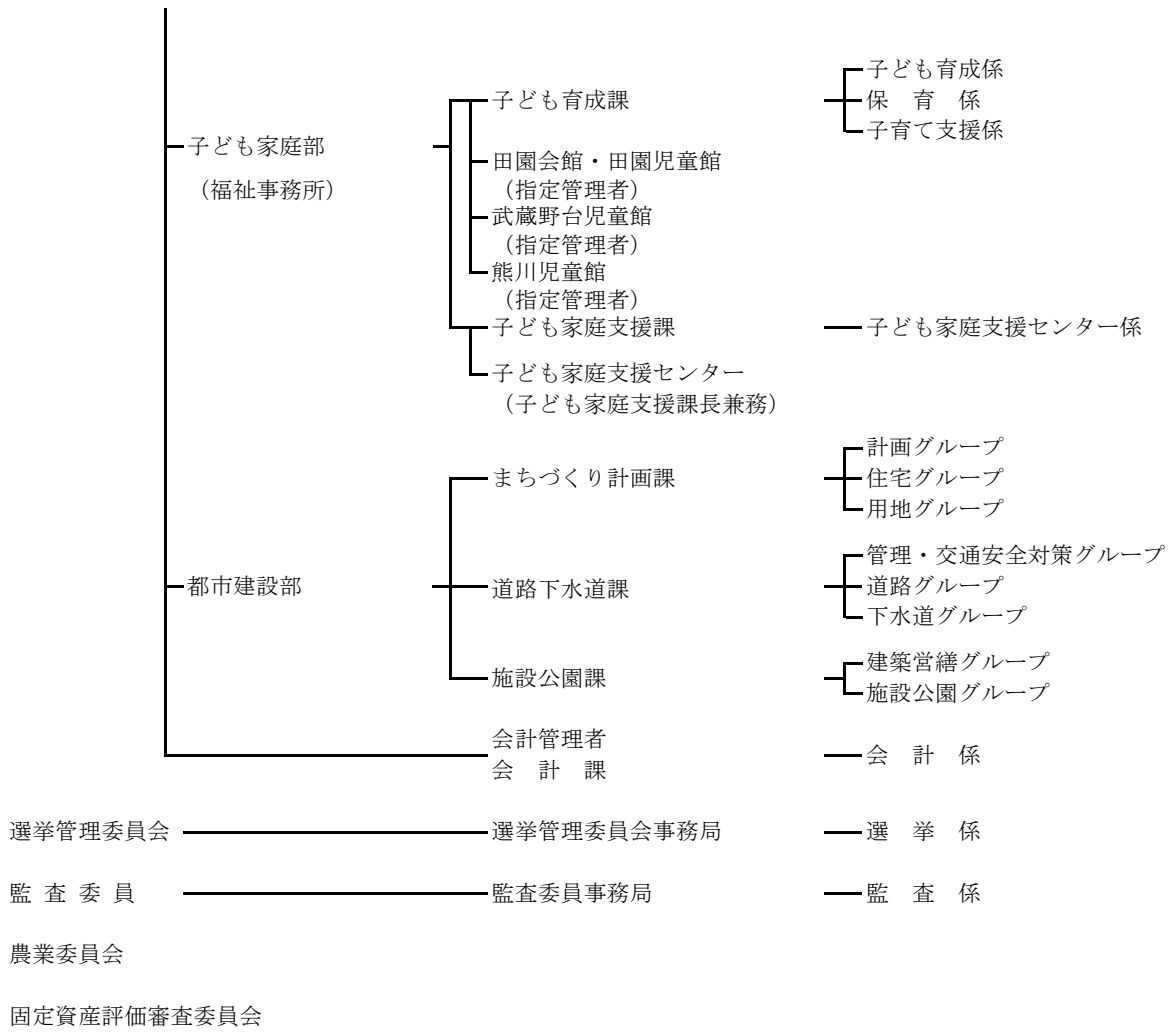 子ども育成係
子ども育成課
保　育　係
子育て支援係
子ども家庭部
（福祉事務所）
田園会館・田園児童館
（指定管理者）
武蔵野台児童館
（指定管理者）
熊川児童館
（指定管理者）
子ども家庭支援課
子ども家庭支援センター係
子ども家庭支援センター
（子ども家庭支援課長兼務）
計画グループ
まちづくり計画課
住宅グループ
用地グループ
管理・交通安全対策グループ
都市建設部
道路下水道課
道路グループ
下水道グループ
建築営繕グループ
施設公園課
施設公園グループ
会計管理者
会　計　課
会　計　係
選挙管理委員会
選挙管理委員会事務局
選　挙　係
監 査 委 員
監査委員事務局
監　査　係
農業委員会
固定資産評価審査委員会